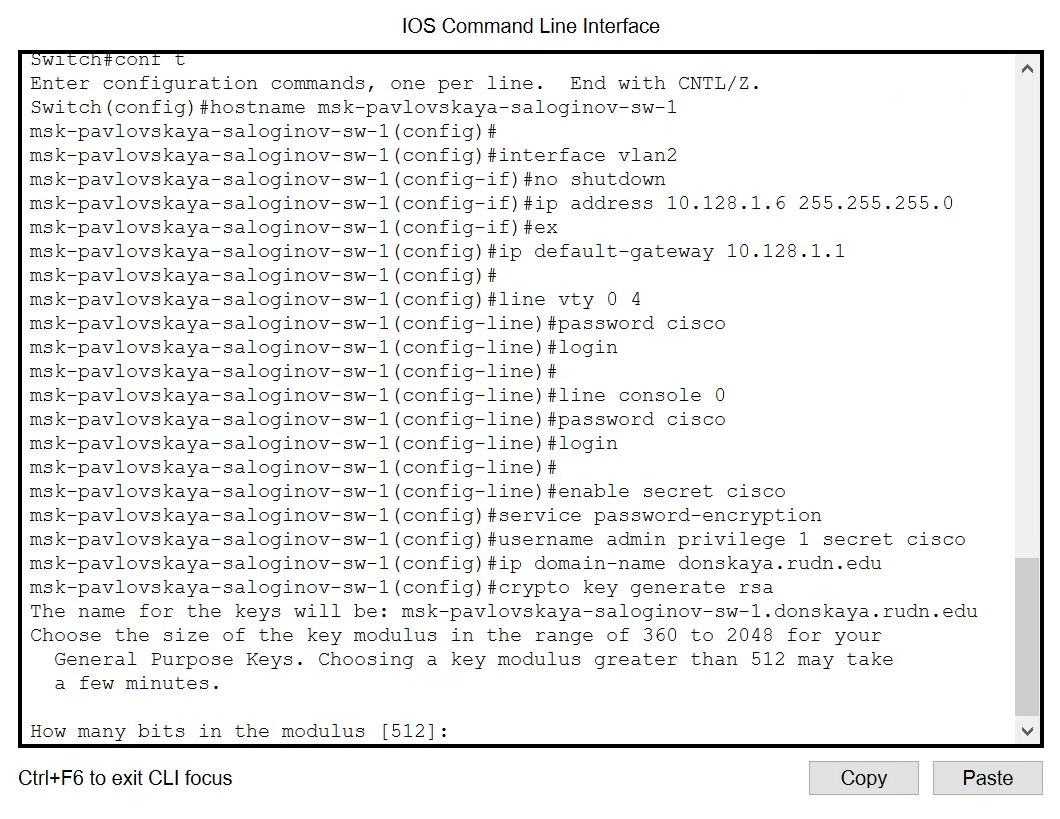 IOS Command Line Interface
Switch#conf t
Enter configuration commands, one per line.  End with CNTL/Z.
Switch(config)#hostname msk-pavlovskaya-saloginov-sw-1
msk-pavlovskaya-saloginov-sw-1(config)#
msk-pavlovskaya-saloginov-sw-1(config)#interface vlan2
msk-pavlovskaya-saloginov-sw-1(config-if)#no shutdown
msk-pavlovskaya-saloginov-sw-1(config-if)#ip address 10.128.1.6 255.255.255.0
msk-pavlovskaya-saloginov-sw-1(config-if)#ex
msk-pavlovskaya-saloginov-sw-1(config)#ip default-gateway 10.128.1.1
msk-pavlovskaya-saloginov-sw-1(config)#
msk-pavlovskaya-saloginov-sw-1(config)#line vty 0 4
msk-pavlovskaya-saloginov-sw-1(config-line)#password cisco
msk-pavlovskaya-saloginov-sw-1(config-line)#login
msk-pavlovskaya-saloginov-sw-1(config-line)#
msk-pavlovskaya-saloginov-sw-1(config-line)#line console 0
msk-pavlovskaya-saloginov-sw-1(config-line)#password cisco
msk-pavlovskaya-saloginov-sw-1(config-line)#login
msk-pavlovskaya-saloginov-sw-1(config-line)#
msk-pavlovskaya-saloginov-sw-1(config-line)#enable secret cisco
msk-pavlovskaya-saloginov-sw-1(config)#service password-encryption
msk-pavlovskaya-saloginov-sw-1(config)#username admin privilege 1 secret cisco
msk-pavlovskaya-saloginov-sw-1(config)#ip domain-name donskaya.rudn.edu
msk-pavlovskaya-saloginov-sw-1(config)#crypto key generate rsa
The name for the keys will be: msk-pavlovskaya-saloginov-sw-1.donskaya.rudn.edu
Choose the size of the key modulus in the range of 360 to 2048 for your
  General Purpose Keys. Choosing a key modulus greater than 512 may take
  a few minutes.
How many bits in the modulus [512]:
Ctrl+F6 to exit CLI focus
Copy
Paste